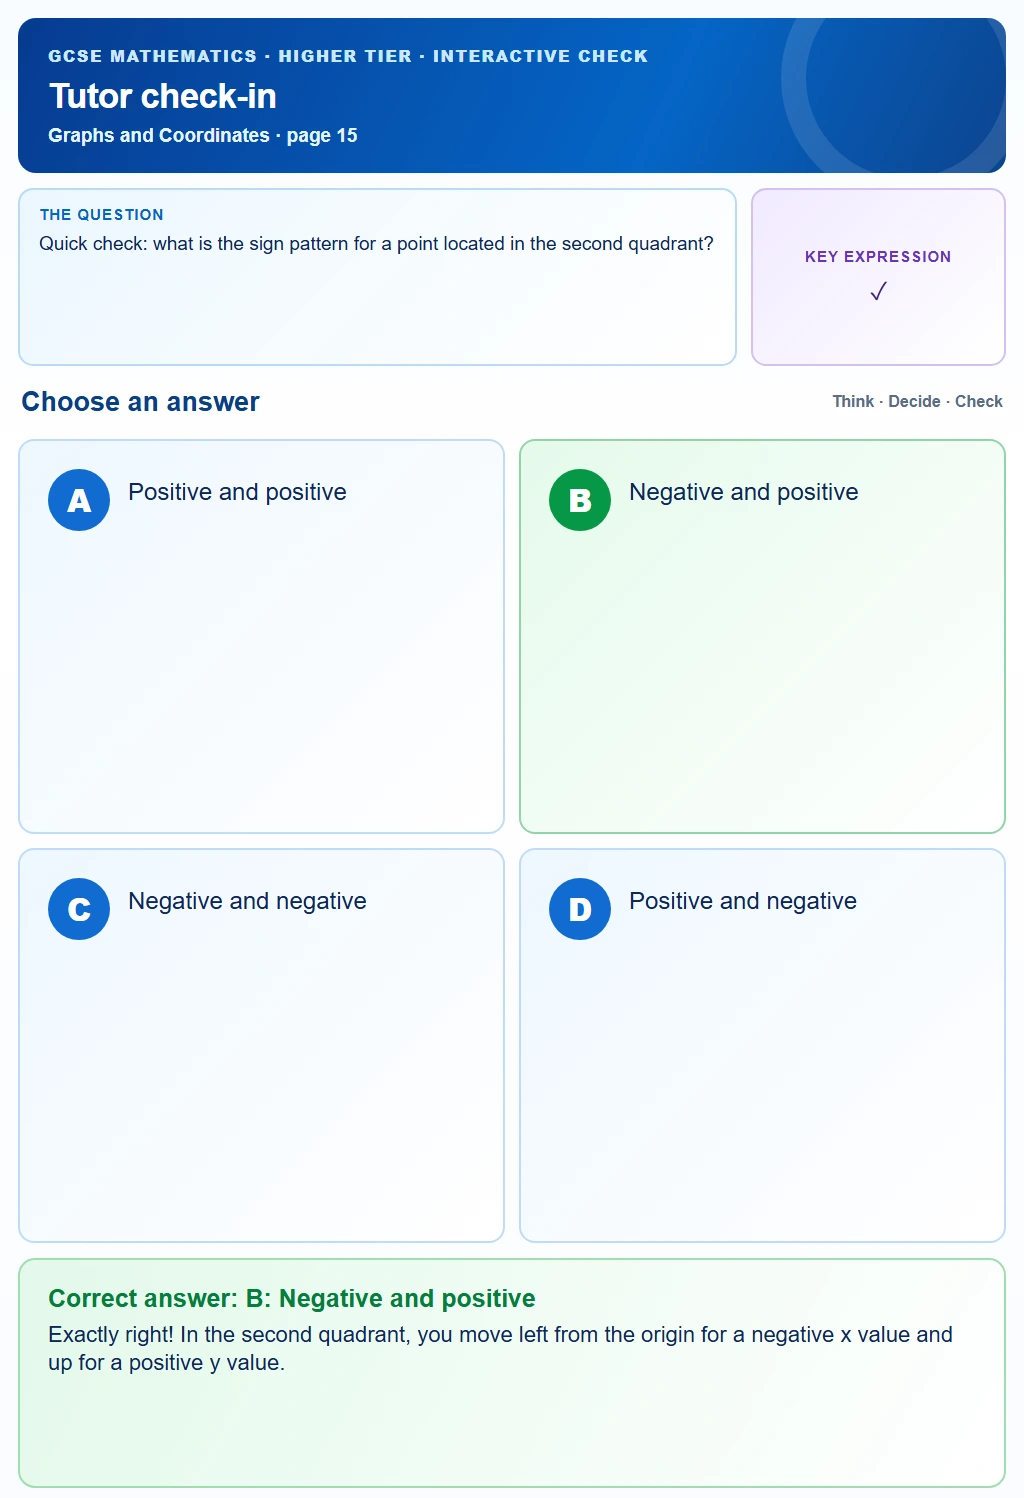 GCSE MATHEMATICS · HIGHER TIER · INTERACTIVE CHECK
Tutor check-in
Graphs and Coordinates · page 15
THE QUESTION
Quick check: what is the sign pattern for a point located in the second quadrant?
KEY EXPRESSION
✓
Choose an answer
Think · Decide · Check
A Positive and positive
B Negative and positive
C Negative and negative
D Positive and negative
Correct answer: B: Negative and positive
Exactly right! In the second quadrant, you move left from the origin for a negative x value and
up for a positive y value.